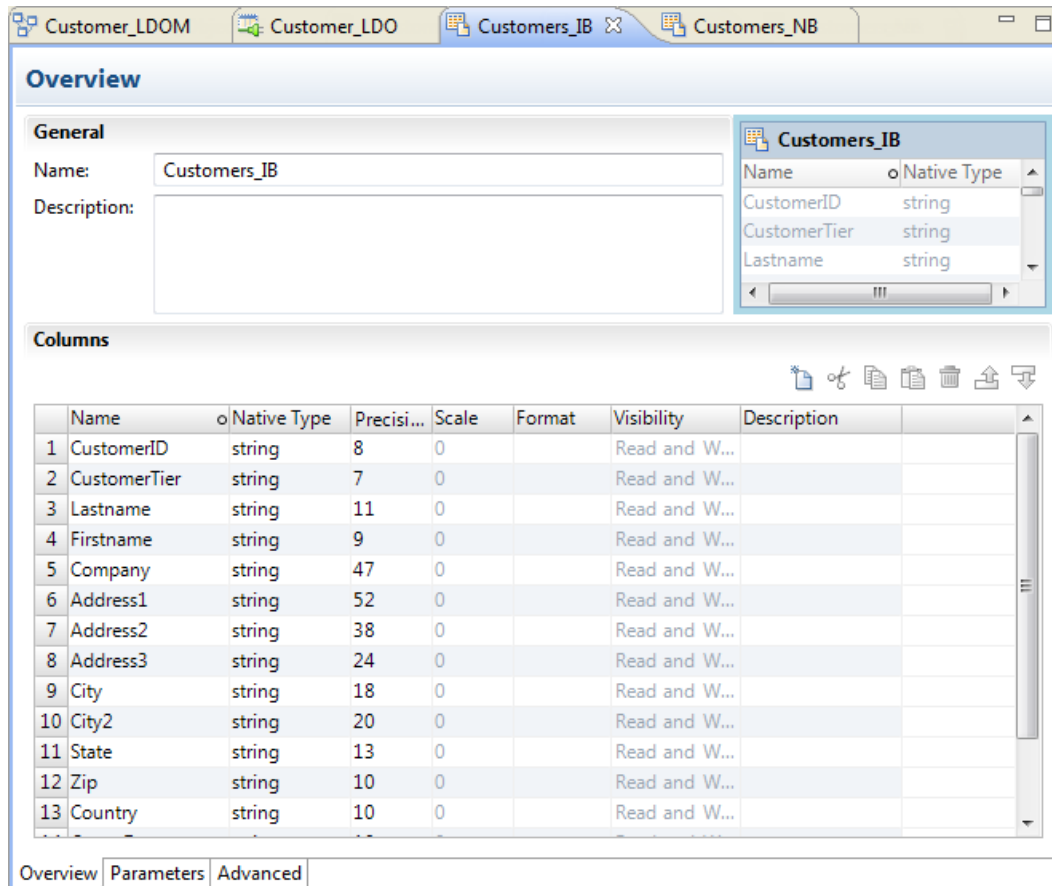 Customer_LDOM Customer_LDO Customers_IB Customers_NB
Overview
General
Name: Customers_IB
Description:
Customers_IB
Name Native Type
CustomerID string
CustomerTier string
Lastname string
Columns
Name Native Type Precisi... Scale Format Visibility Description
1 CustomerID string 8 0 Read and W...
2 CustomerTier string 7 0 Read and W...
3 Lastname string 11 0 Read and W...
4 Firstname string 9 0 Read and W...
5 Company string 47 0 Read and W...
6 Address1 string 52 0 Read and W...
7 Address2 string 38 0 Read and W...
8 Address3 string 24 0 Read and W...
9 City string 18 0 Read and W...
10 City2 string 20 0 Read and W...
11 State string 13 0 Read and W...
12 Zip string 10 0 Read and W...
13 Country string 10 0 Read and W...
Overview Parameters Advanced